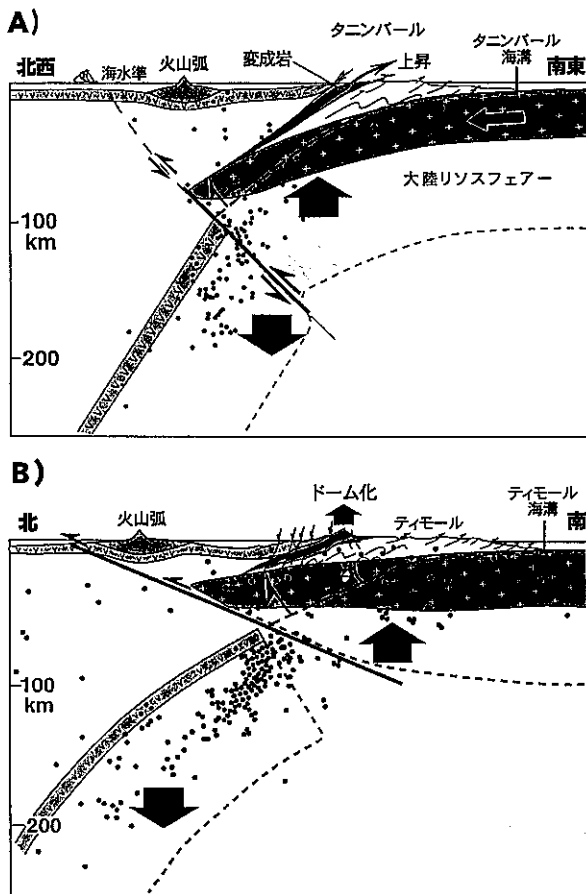 A)
北西
海水準
火山弧
変成岩
タニンバール
上昇
タニンバール
海溝
南東
大陸リソスフェアー
100
km
200
B)
北
火山弧
ドーム化
ティモール
ティモール
海溝
南
100
km
200